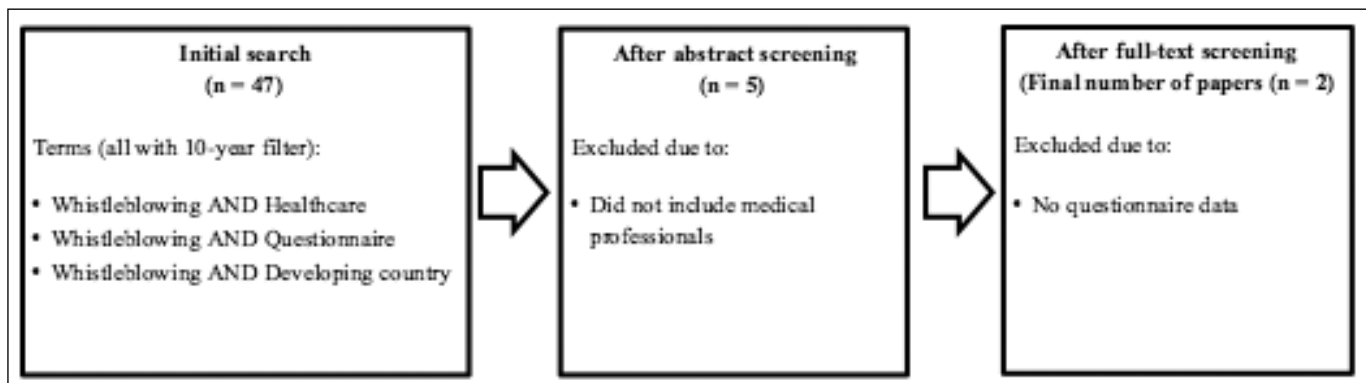 Initial search
(n = 47)
Terms (all with 10-year filter):
• Whistleblowing AND Healthcare
• Whistleblowing AND Questionnaire
• Whistleblowing AND Developing country
After abstract screening
(n = 5)
Excluded due to:
• Did not include medical
professionals
After full-text screening
(Final number of papers (n = 2)
Excluded due to:
• No questionnaire data